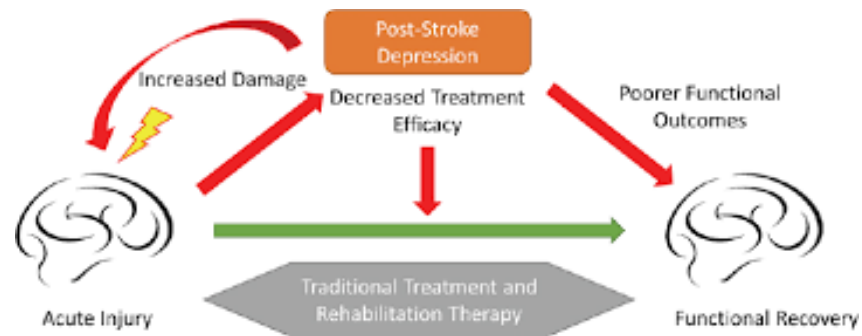 Post-Stroke
Depression
Increased Damage
Decreased Treatment
Efficacy
Poorer Functional
Outcomes
Traditional Treatment and
Rehabilitation Therapy
Acute Injury
Functional Recovery